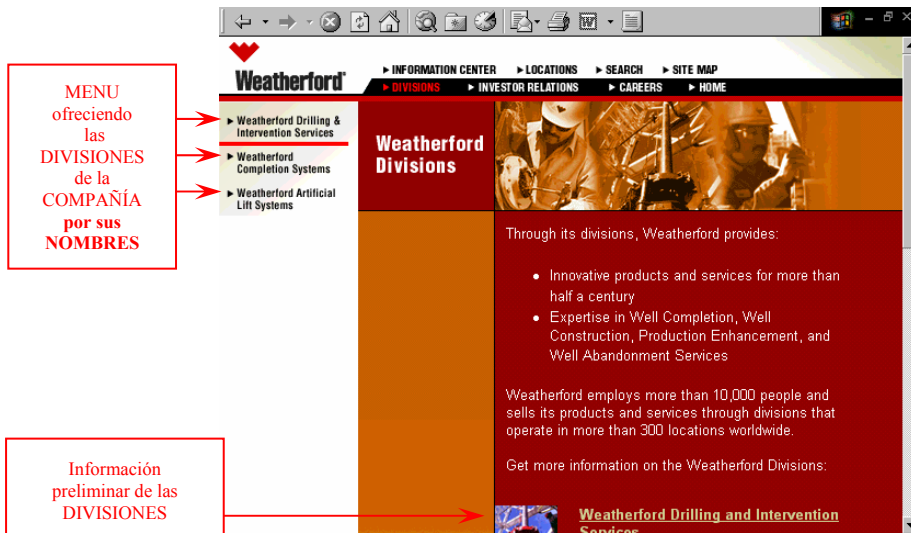 Weatherford
INFORMATION CENTER LOCATIONS SEARCH SITE MAP
DIVISIONS INVESTOR RELATIONS CAREERS HOME
MENU
ofreciendo
las
DIVISIONES
de la
COMPAÑÍA
por sus
NOMBRES
Weatherford Drilling &
Intervention Services
Weatherford
Completion Systems
Weatherford Artificial
Lift Systems
Weatherford
Divisions
Through its divisions, Weatherford provides:
Innovative products and services for more than
half a century
Expertise in Well Completion, Well
Construction, Production Enhancement, and
Well Abandonment Services
Weatherford employs more than 10,000 people and
sells its products and services through divisions that
operate in more than 300 locations worldwide.
Get more information on the Weatherford Divisions:
Información
preliminar de las
DIVISIONES
Weatherford Drilling and Intervention
Services